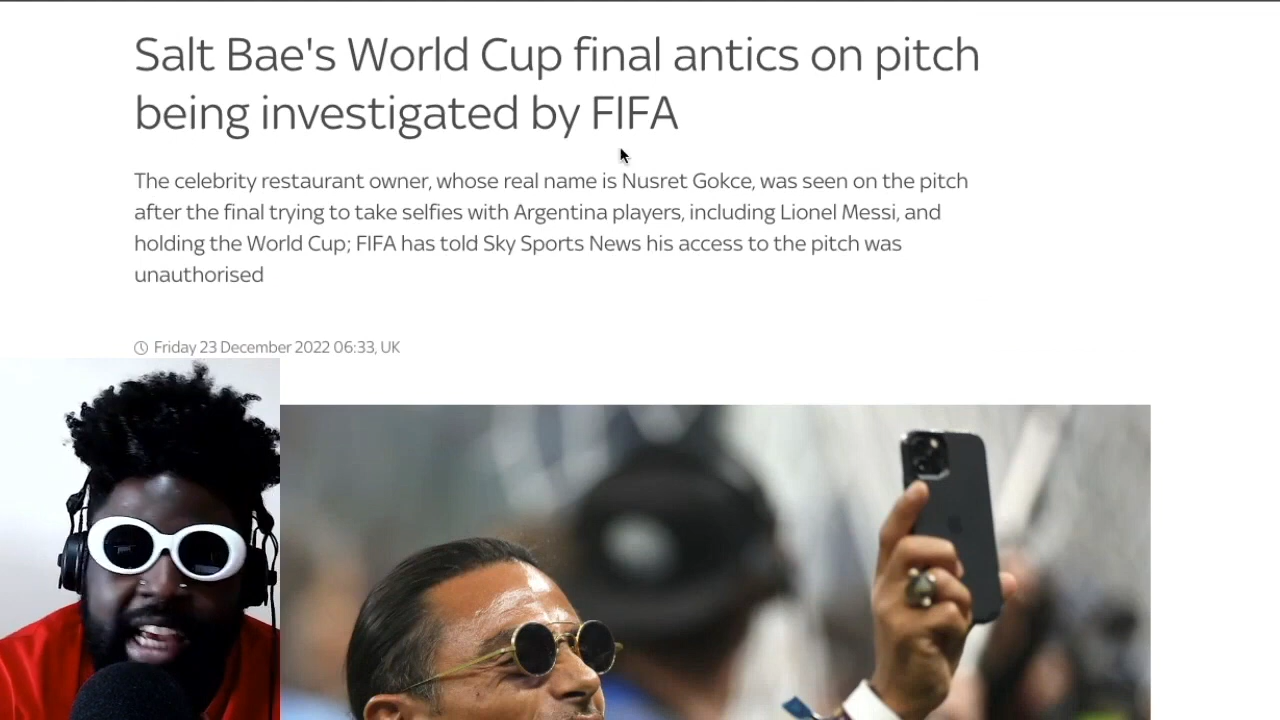 Salt Bae's World Cup final antics on pitch
being investigated by FIFA
The celebrity restaurant owner, whose real name is Nusret Gokce, was seen on the pitch
after the final trying to take selfies with Argentina players, including Lionel Messi, and
holding the World Cup; FIFA has told Sky Sports News his access to the pitch was
unauthorised
Friday 23 December 2022 06:33, UK